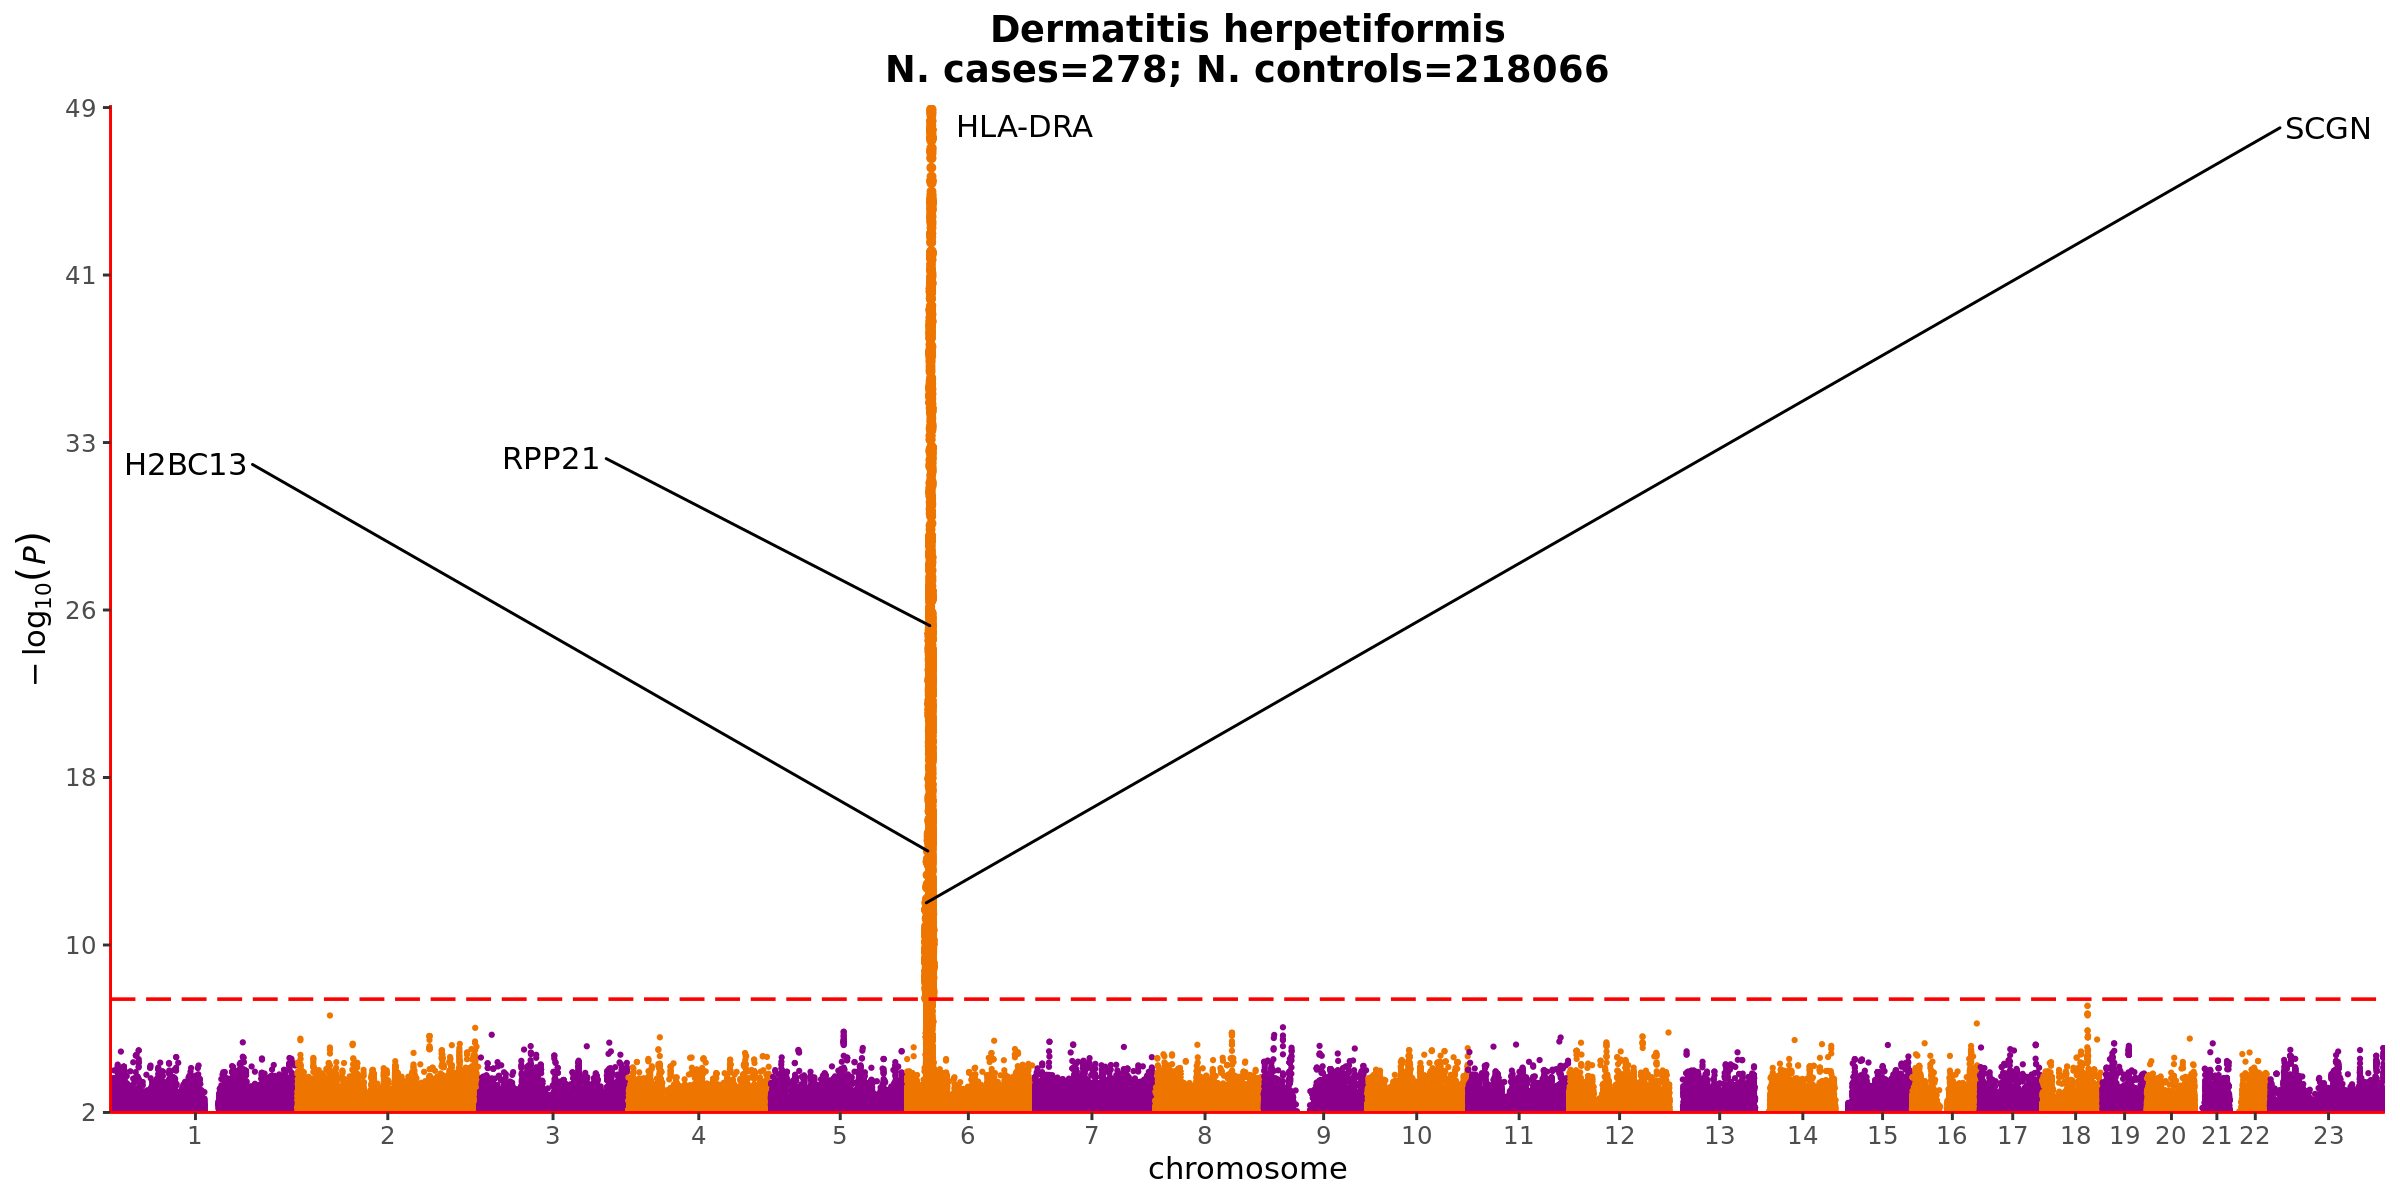 Dermatitis herpetiformis
N. cases=278; N. controls=218066
49
HLA-DRA
SCGN
41
33
H2BC13
RPP21
26
18
10
2
− log10(P)
1 2 3 4 5 6 7 8 9 10 11 12 13 14 15 16 17 18 19 20 21 22 23
chromosome